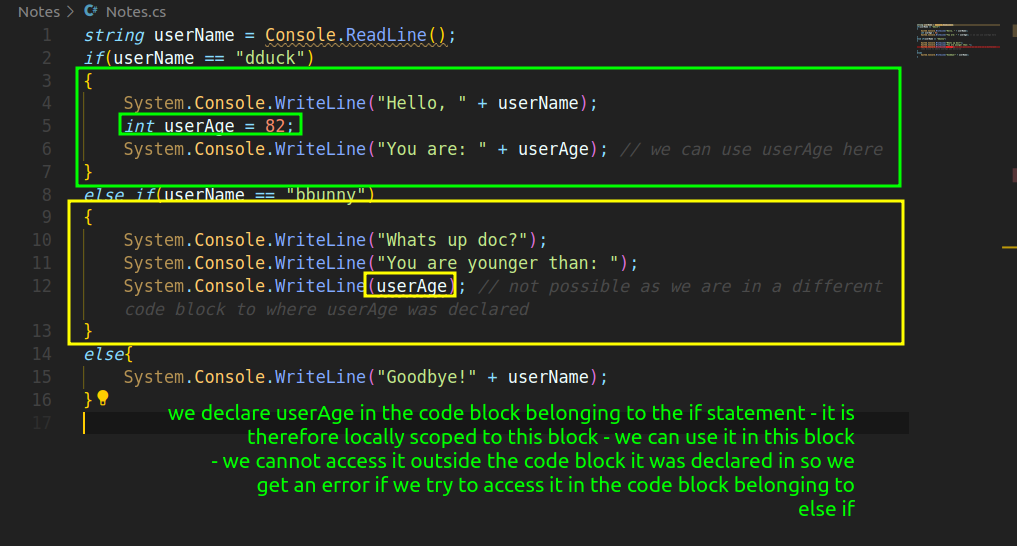 Notes > C# Notes.cs
1 string userName = Console.ReadLine();
2 if(userName == "dduck")
3 {
4 System.Console.WriteLine("Hello, " + userName);
5 int userAge = 82;
6 System.Console.WriteLine("You are: " + userAge); // we can use userAge here
7 }
8 else if(userName == "bbunny")
9 {
10 System.Console.WriteLine("Whats up doc?");
11 System.Console.WriteLine("You are younger than: ");
12 System.Console.WriteLine(userAge); // not possible as we are in a different
code block to where userAge was declared
13 }
14 else{
15 System.Console.WriteLine("Goodbye!" + userName);
16 }
17
we declare userAge in the code block belonging to the if statement - it is
therefore locally scoped to this block - we can use it in this block
- we cannot access it outside the code block it was declared in so we
get an error if we try to access it in the code block belonging to
else if